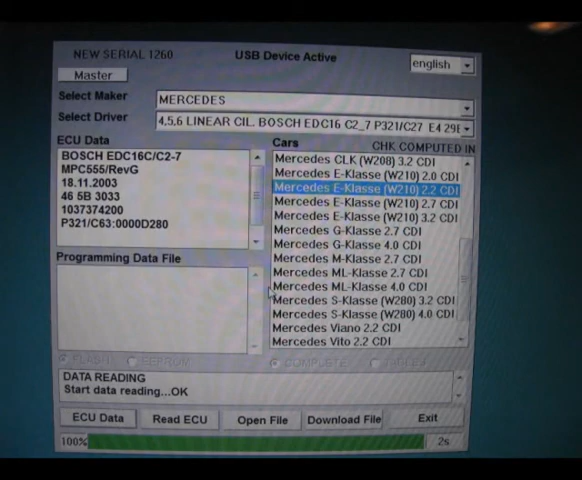 NEW SERIAL 1260
USB Device Active
english
Master
Select Maker
MERCEDES
Select Driver
4,5,6 LINEAR CIL. BOSCH EDC16 C2_7 P321/C27 E4 29E
ECU Data
BOSCH EDC16C/C2-7
MPC555/RevG
18.11.2003
46 5B 3033
1037374200
P321/C63:0000D280
Cars
CHK COMPUTED IN
Mercedes CLK (W208) 3.2 CDI
Mercedes E-Klasse (W210) 2.0 CDI
Mercedes E-Klasse (W210) 2.2 CDI
Mercedes E-Klasse (W210) 2.7 CDI
Mercedes E-Klasse (W210) 3.2 CDI
Mercedes G-Klasse 2.7 CDI
Mercedes G-Klasse 4.0 CDI
Mercedes M-Klasse 2.7 CDI
Mercedes ML-Klasse 2.7 CDI
Mercedes ML-Klasse 4.0 CDI
Mercedes S-Klasse (W280) 3.2 CDI
Mercedes S-Klasse (W280) 4.0 CDI
Mercedes Viano 2.2 CDI
Mercedes Vito 2.2 CDI
Programming Data File
FLASH
EEPROM
COMPLETE
TABLES
DATA READING
Start data reading...OK
ECU Data
Read ECU
Open File
Download File
Exit
100%
2s